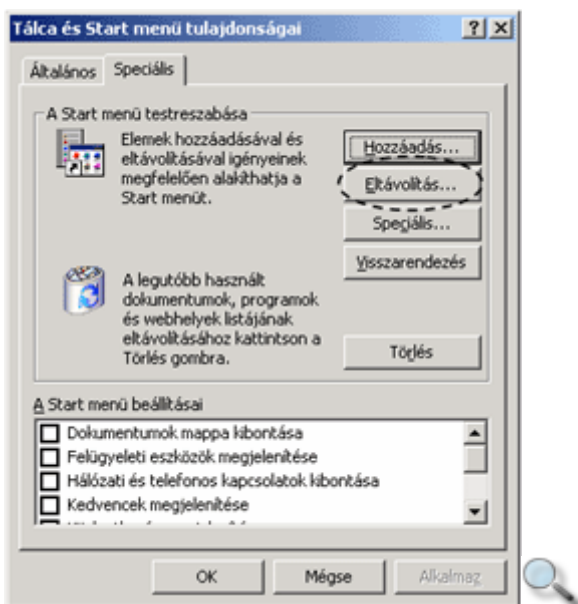 Tálca és Start menü tulajdonságai
Általános Speciális
A Start menü testreszabása
Elemek hozzáadásával és
eltávolításával igényeinek
megfelelően alakíthatja a
Start menüt.
Hozzáadás...
Eltávolítás...
Speciális...
Visszarendezés
A legutóbb használt
dokumentumok, programok
és webhelyek listájának
eltávolításához kattintson a
Törlés gombra.
Törlés
A Start menü beállításai
Dokumentumok mappa kibontása
Felügyeleti eszközök megjelenítése
Hálózati és telefonos kapcsolatok kibontása
Kedvencek megjelenítése
OK Mégse Alkalmaz